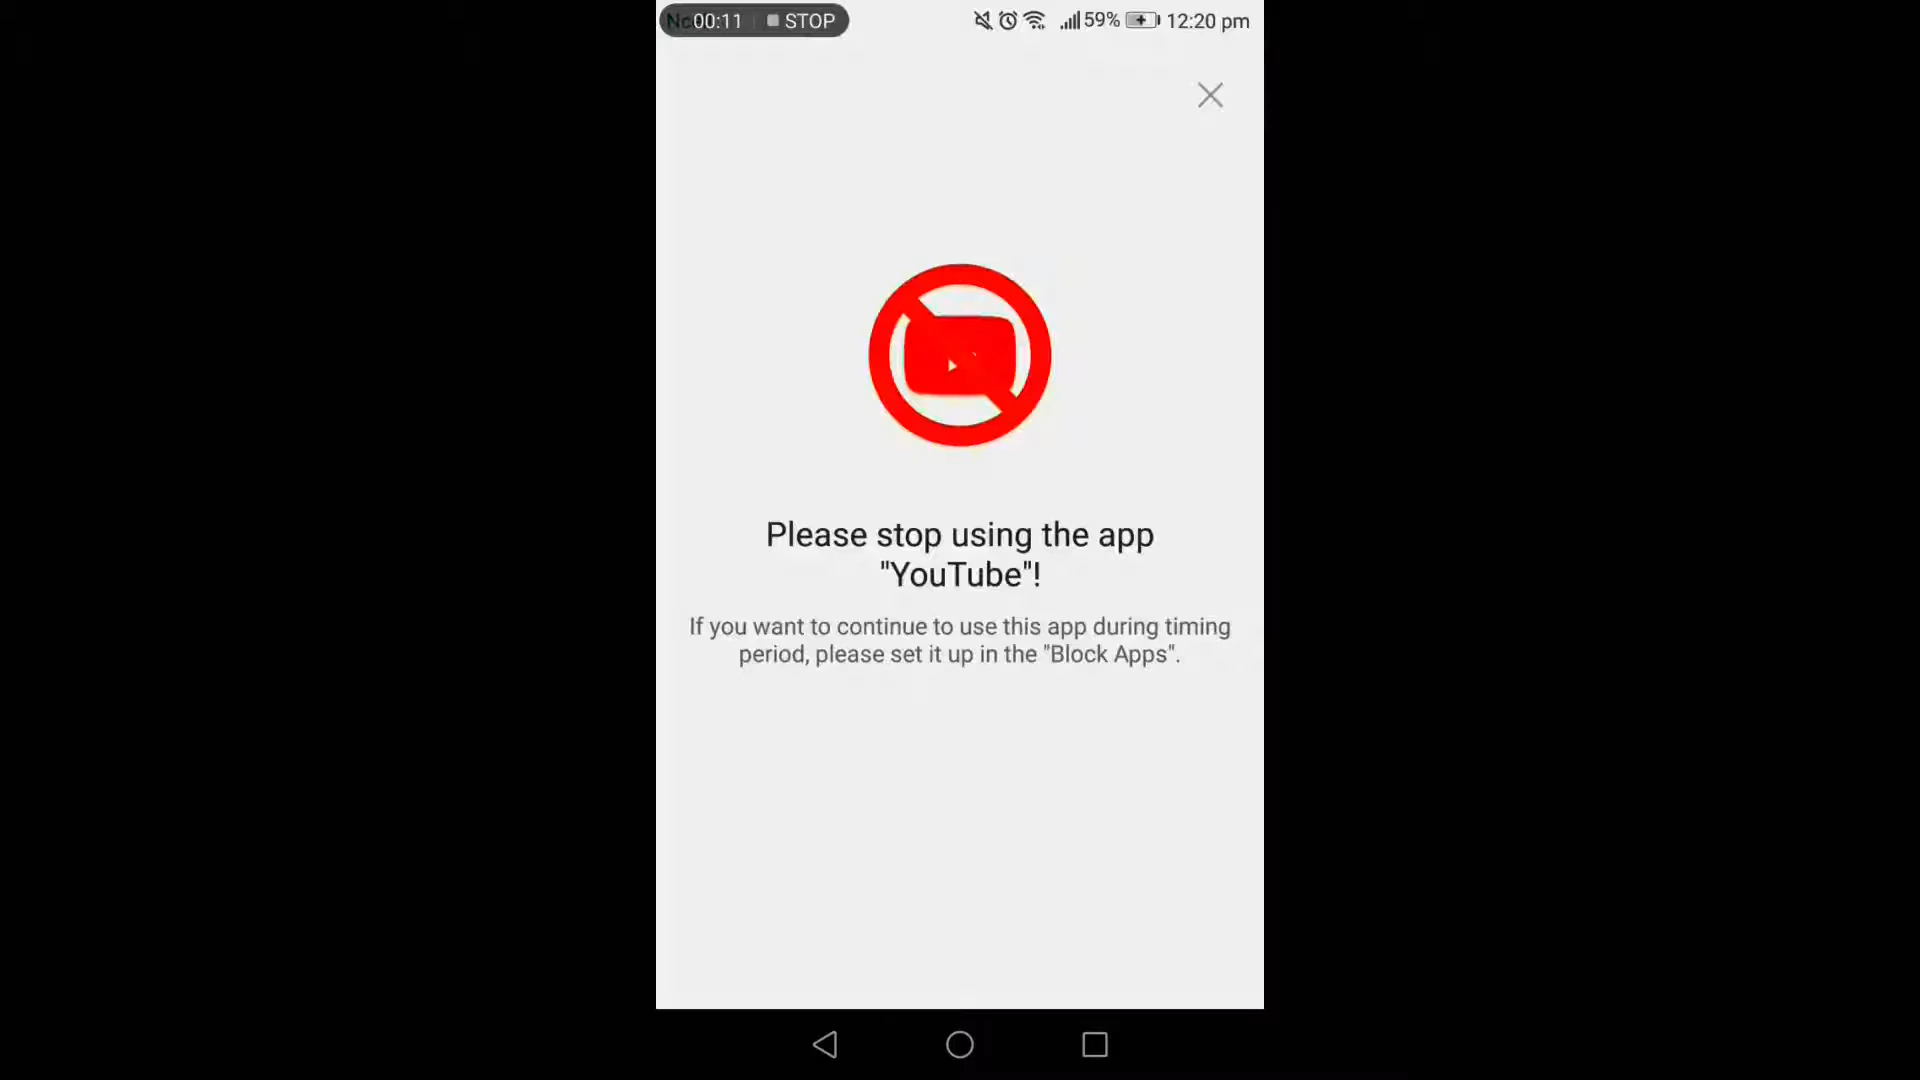 00:11 STOP 59% 12:20 pm
Please stop using the app
"YouTube"!
If you want to continue to use this app during timing
period, please set it up in the "Block Apps".